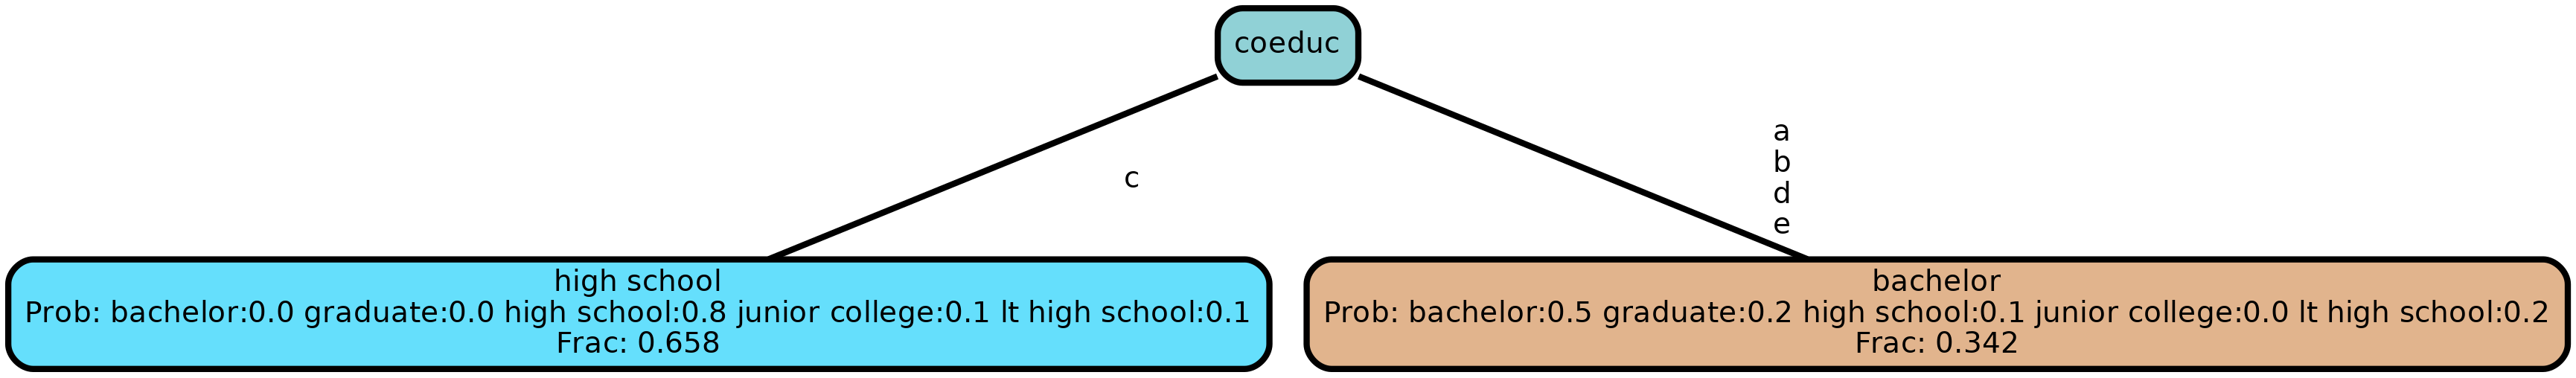 coeduc
c
a
b
d
e
high school
Prob: bachelor:0.0 graduate:0.0 high school:0.8 junior college:0.1 lt high school:0.1
Frac: 0.658
bachelor
Prob: bachelor:0.5 graduate:0.2 high school:0.1 junior college:0.0 lt high school:0.2
Frac: 0.342